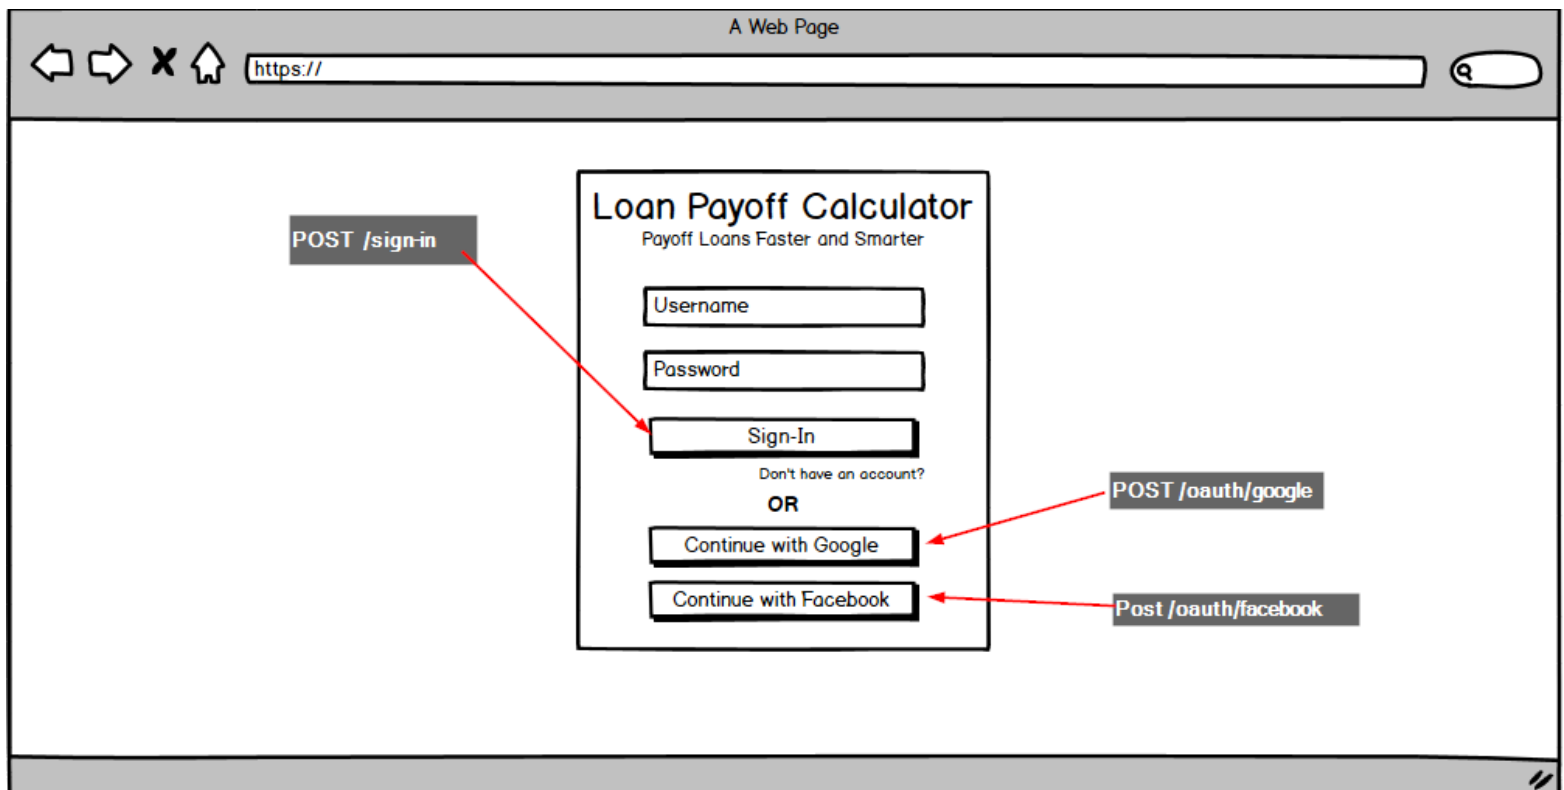 A Web Page
https://
Loan Payoff Calculator
Payoff Loans Faster and Smarter
POST /sign-in
Username
Password
Sign-In
Don't have an account?
OR
POST /oauth/google
Continue with Google
Continue with Facebook
Post /oauth/facebook